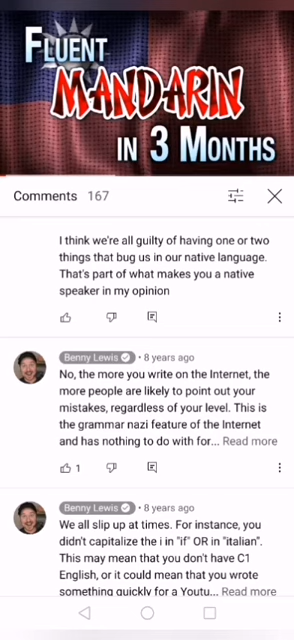 FLUENT
MANDARIN
IN 3 MONTHS
Comments 167
I think we're all guilty of having one or two
things that bug us in our native language.
That's part of what makes you a native
speaker in my opinion
Benny Lewis • 8 years ago
No, the more you write on the Internet, the
more people are likely to point out your
mistakes, regardless of your level. This is
the grammar nazi feature of the Internet
and has nothing to do with for... Read more
1
Benny Lewis • 8 years ago
We all slip up at times. For instance, you
didn't capitalize the i in "if" OR in "italian".
This may mean that you don't have C1
English, or it could mean that you wrote
something quickly for a Youtu... Read more